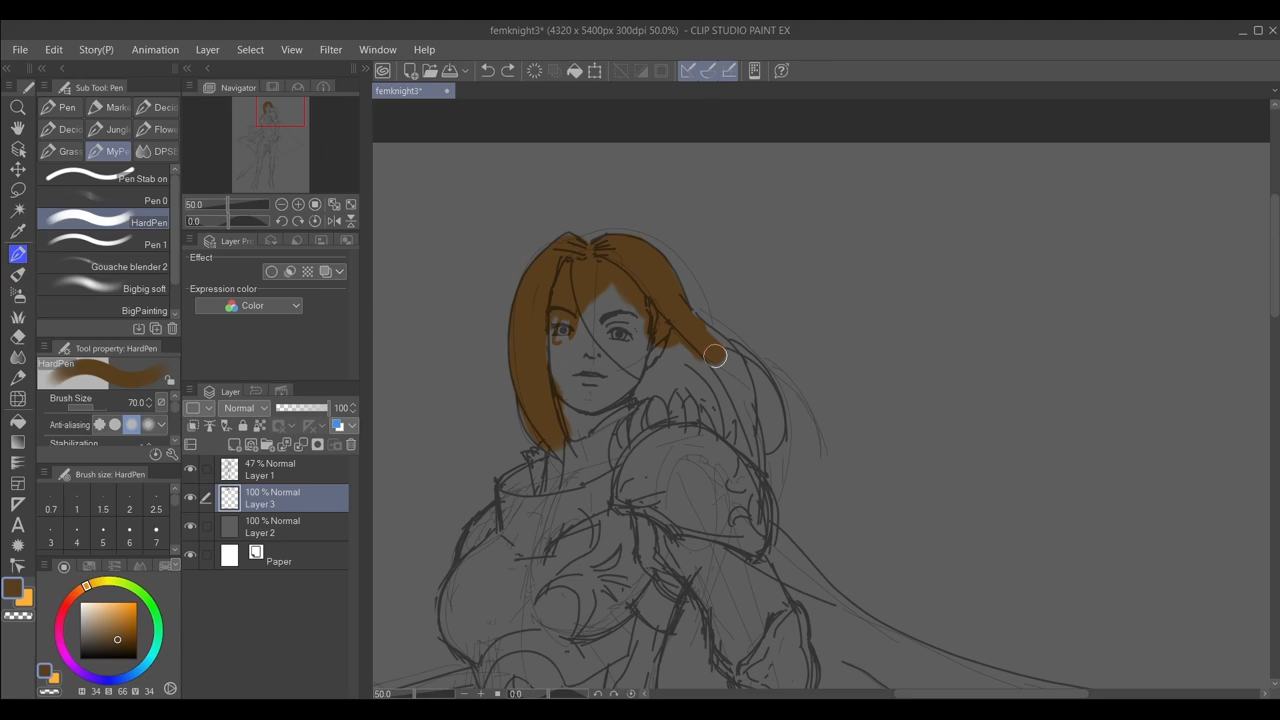 femknight3* (4320 x 5400px 300dpi 50.0%) - CLIP STUDIO PAINT EX
File Edit Story(P) Animation Layer Select View Filter Window Help
Sub Tool: Pen
Navigator
femknight3*
Pen Mark Decid
Decid Jungl Flowe
Grass MyPe DPSE
Pen Stab on
Pen 0
HardPen
Pen 1
Gouache blender 2
Bigbig soft
BigPainting
50.0
0.0
Layer Pr
Effect
Expression color
Color
Tool property: HardPen
HardPen
Brush Size 70.0
Anti-aliasing
Stabilization
Layer
Normal 100
47 % Normal
Layer 1
100 % Normal
Layer 3
100 % Normal
Layer 2
Paper
Brush size: HardPen
0.7 1 1.5 2 2.5
3 4 5 6 7
H 34 S 66 V 34
50.0 0.0